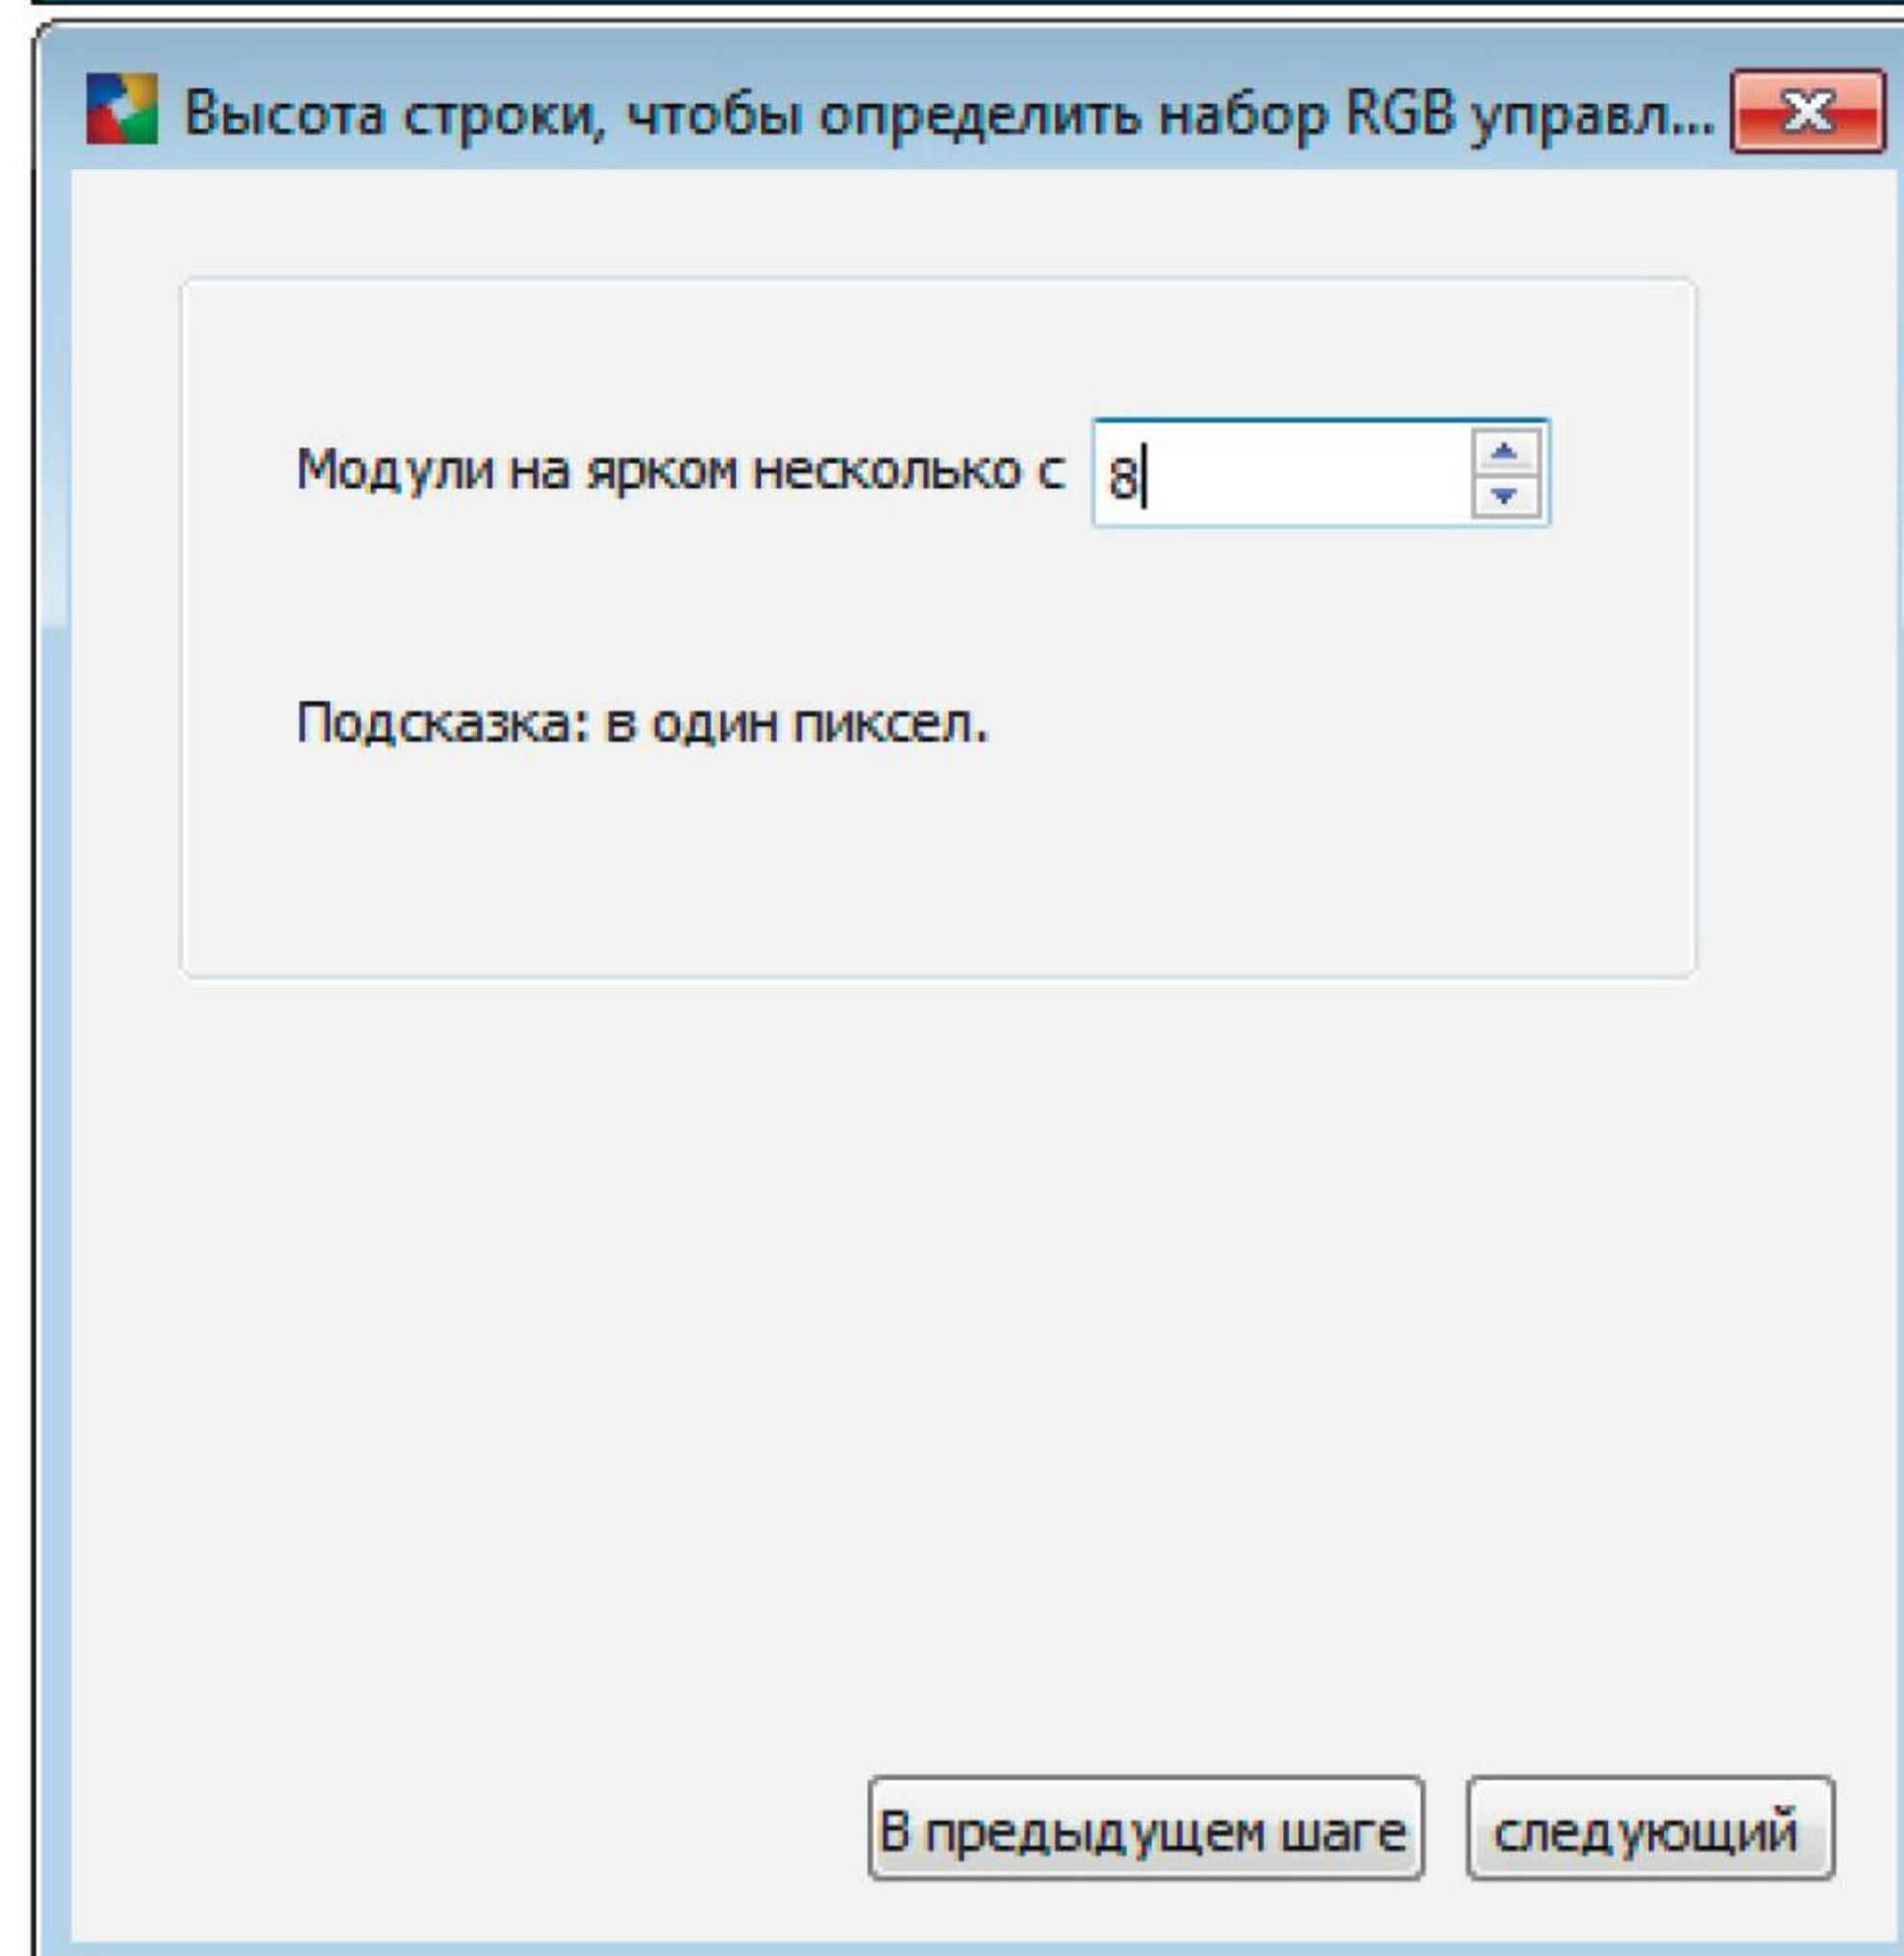 Высота строки, чтобы определить набор RGB управл...
Модули на ярком несколько с 8
Подсказка: в один пиксел.
В предыдущем шаге следующий